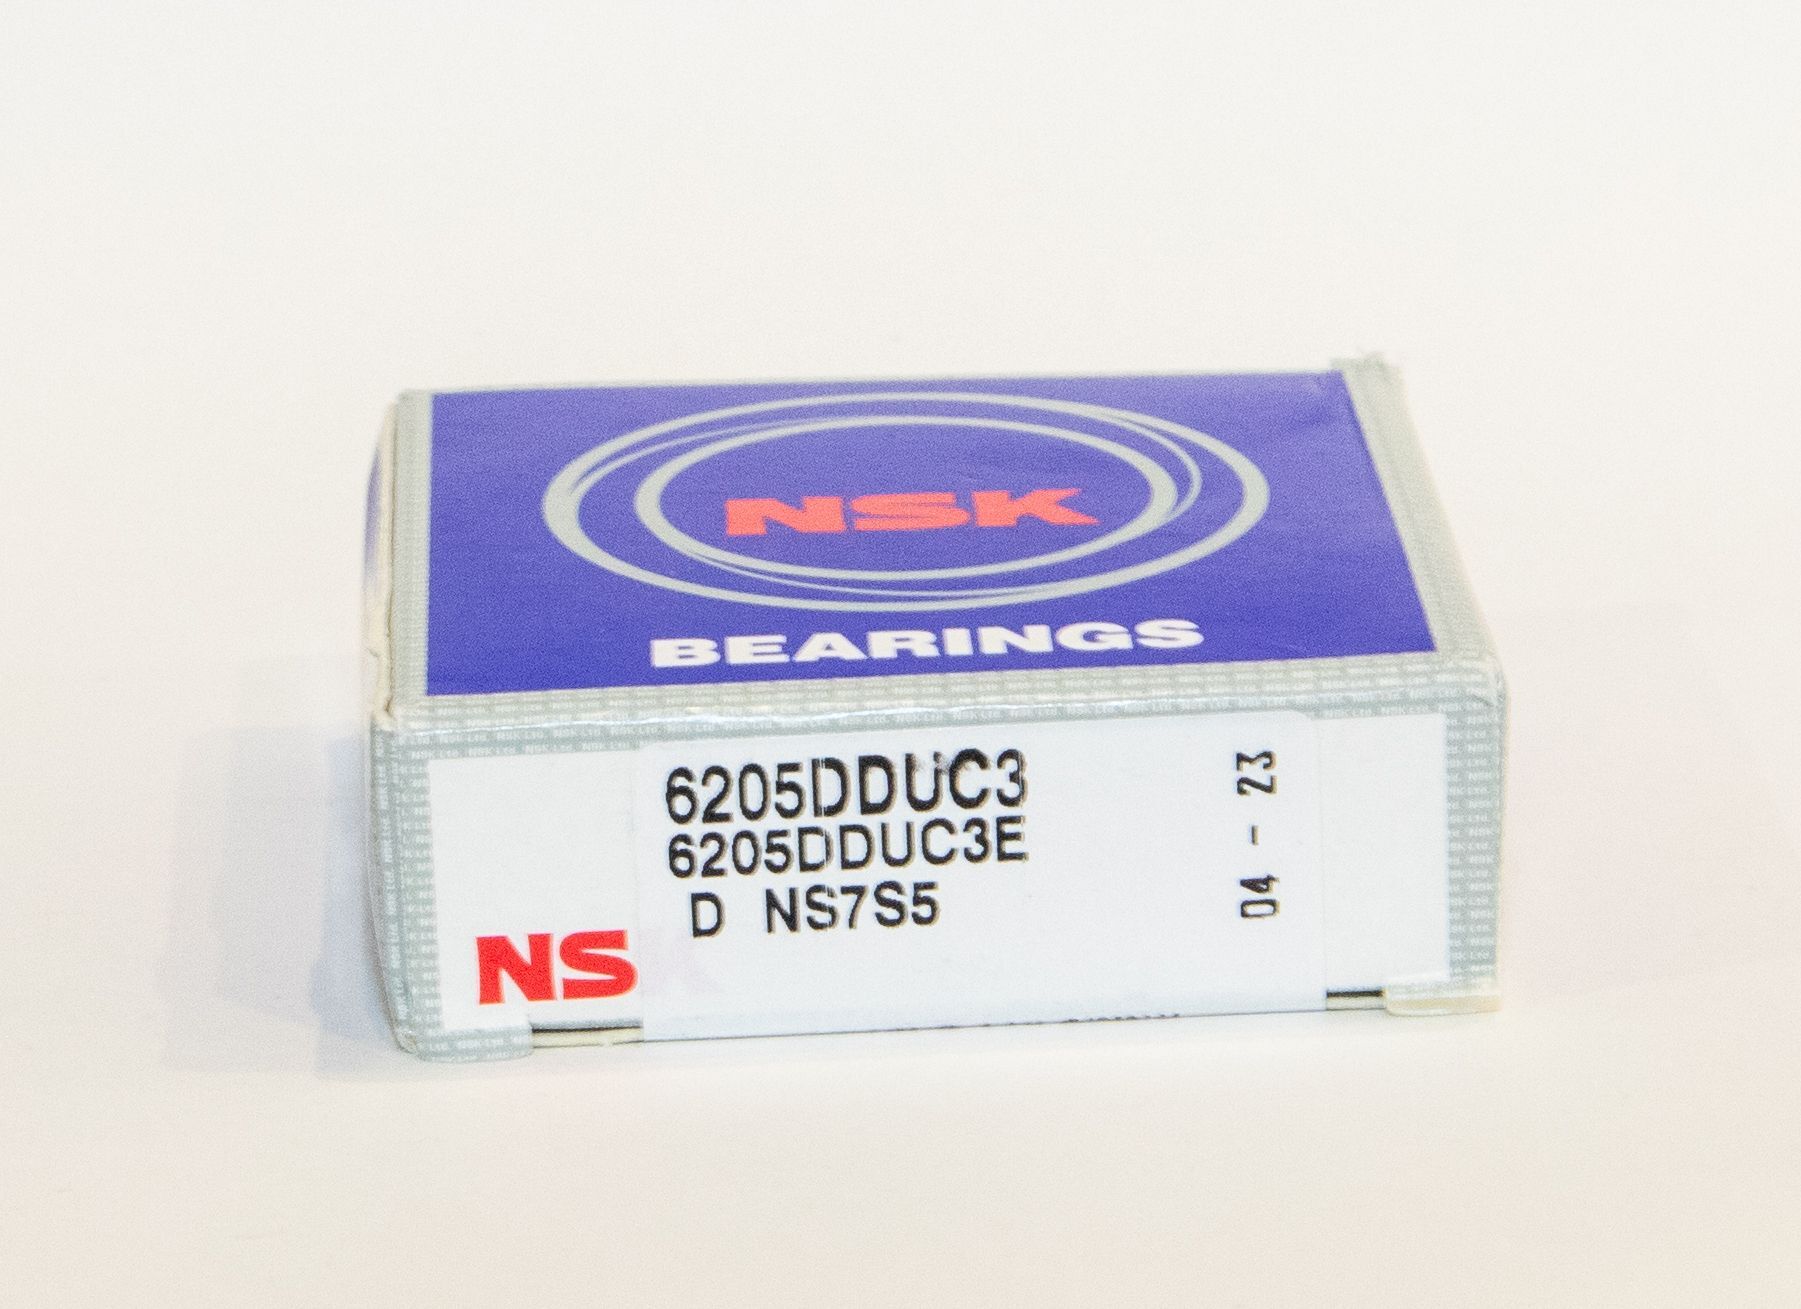 NSK
BEARINGS
6205DDUC3
6205DDUC3E
D NS7S5
NS
04 - 23